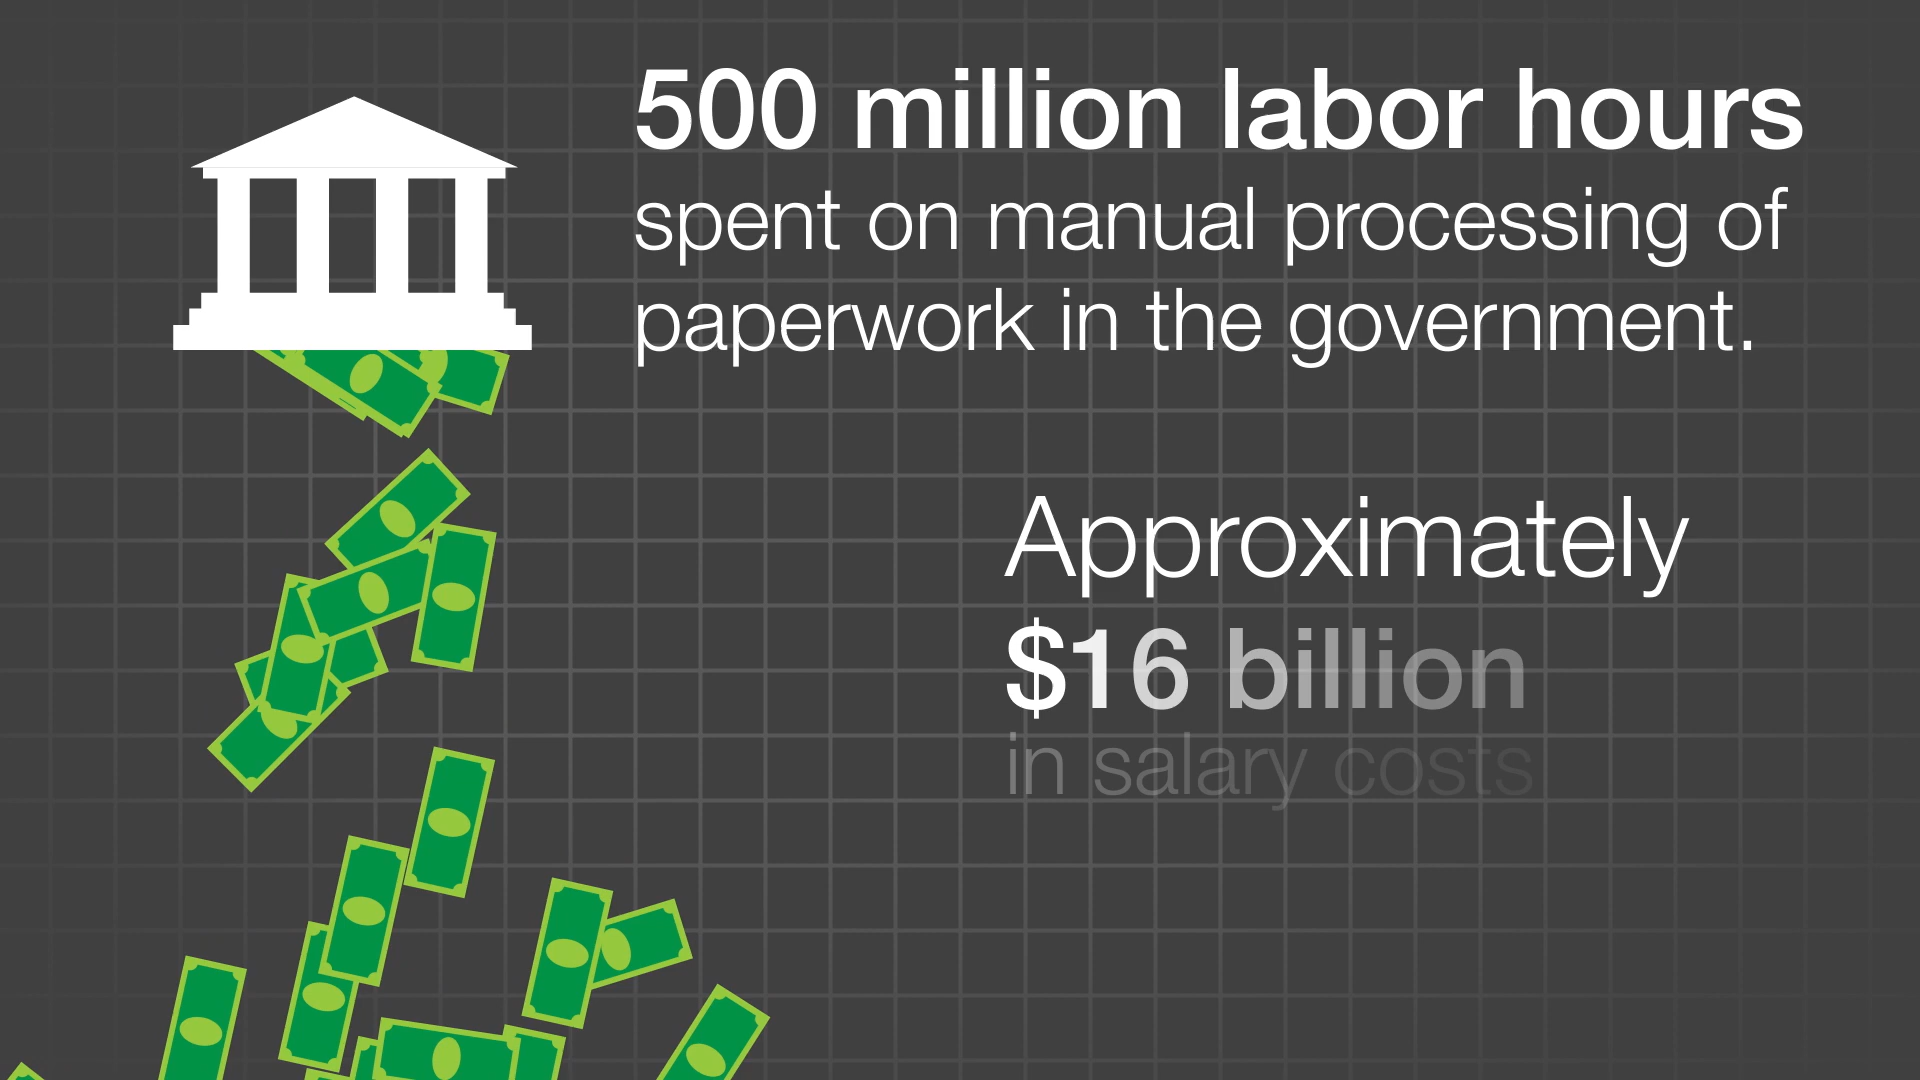 500 million labor hours
spent on manual processing of
paperwork in the government.
Approximately
$16 billion
in salary costs